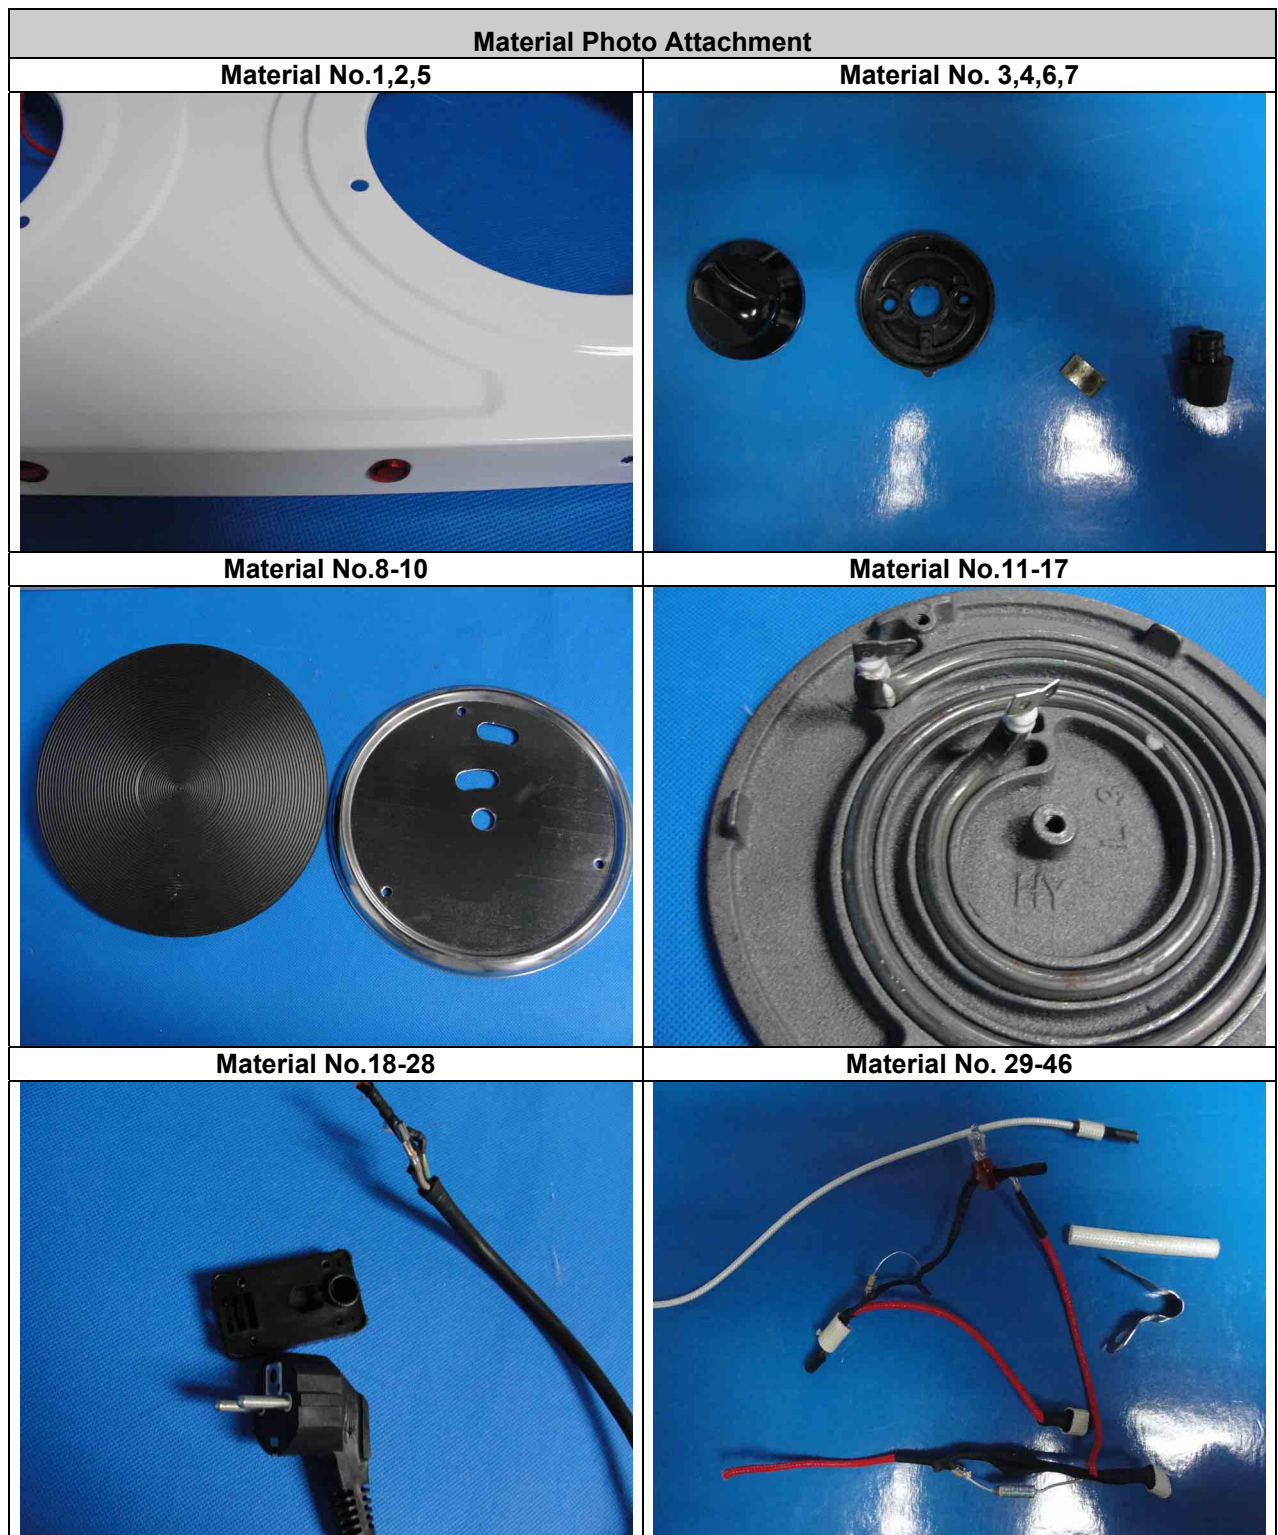 Material Photo Attachment
Material No.1,2,5
Material No. 3,4,6,7
Material No.8-10
Material No.11-17
HY
Material No.18-28
Material No. 29-46